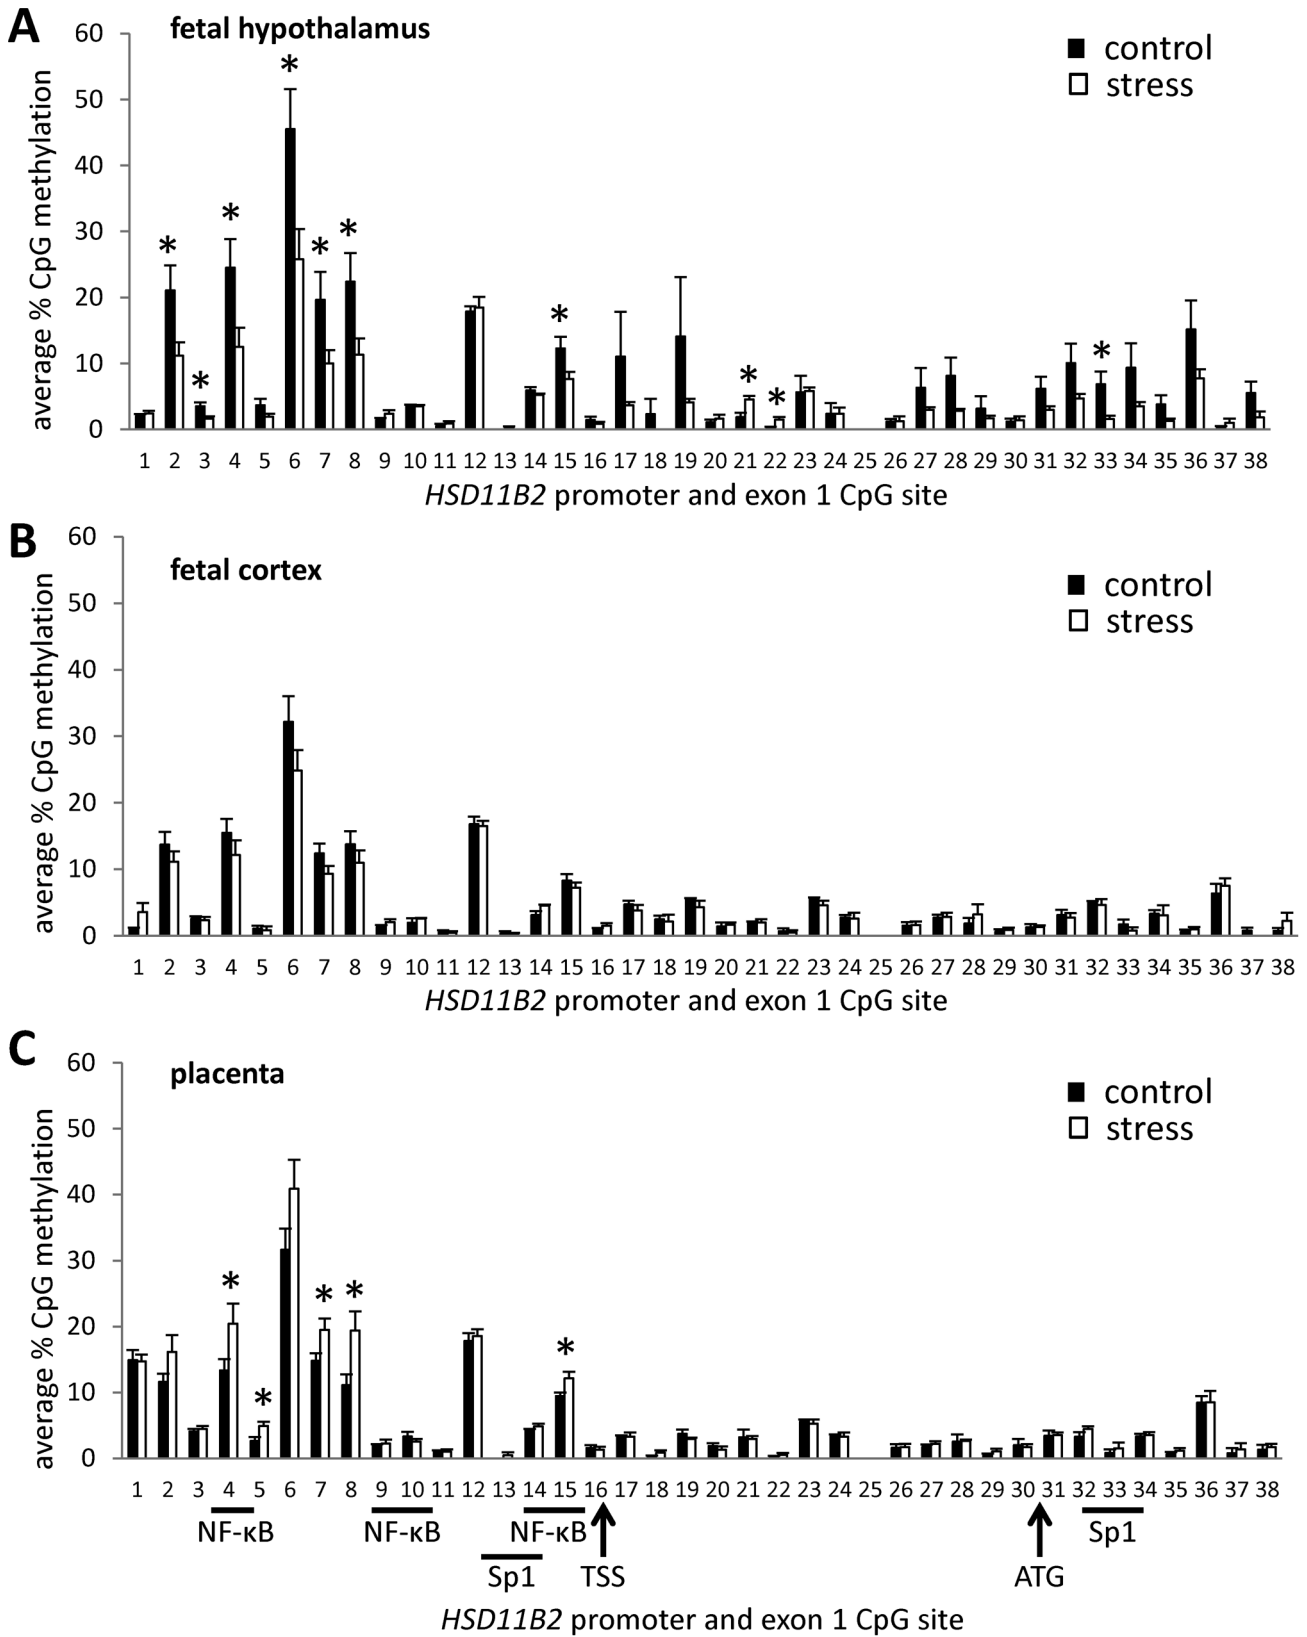 A
fetal hypothalamus
control
stress
average % CpG methylation
60
50
40
30
20
10
0
* * * * * * * * * * *
1 2 3 4 5 6 7 8 9 10 11 12 13 14 15 16 17 18 19 20 21 22 23 24 25 26 27 28 29 30 31 32 33 34 35 36 37 38
HSD11B2 promoter and exon 1 CpG site
B
fetal cortex
control
stress
average % CpG methylation
60
50
40
30
20
10
0
1 2 3 4 5 6 7 8 9 10 11 12 13 14 15 16 17 18 19 20 21 22 23 24 25 26 27 28 29 30 31 32 33 34 35 36 37 38
HSD11B2 promoter and exon 1 CpG site
C
placenta
control
stress
average % CpG methylation
60
50
40
30
20
10
0
* * * * *
1 2 3 4 5 6 7 8 9 10 11 12 13 14 15 16 17 18 19 20 21 22 23 24 25 26 27 28 29 30 31 32 33 34 35 36 37 38
NF-κB NF-κB NF-κB Sp1
Sp1 TSS ATG
HSD11B2 promoter and exon 1 CpG site